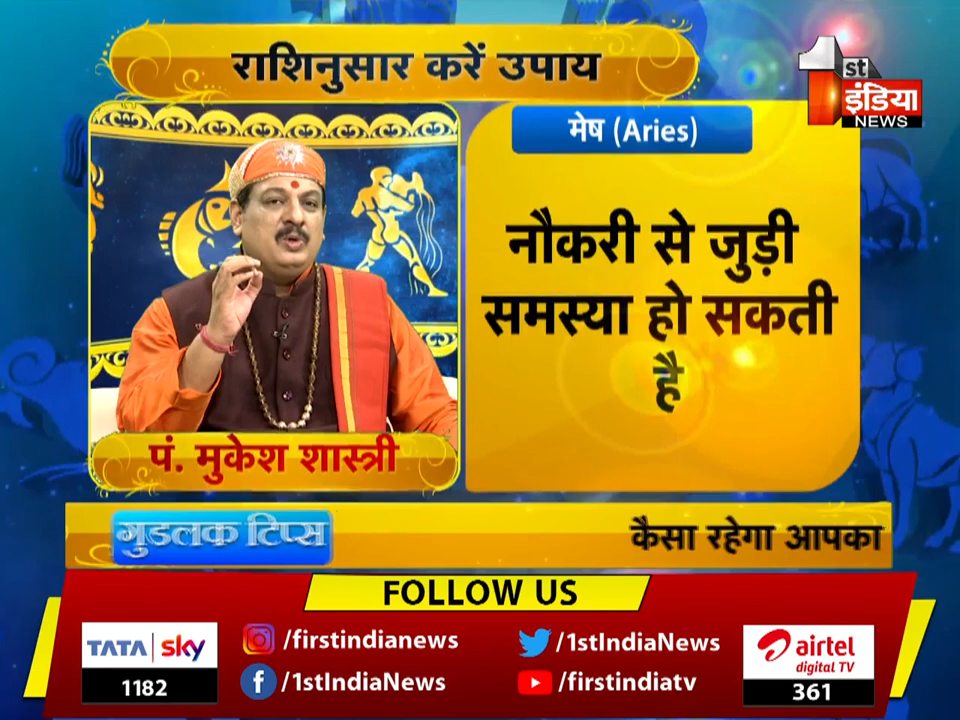 राशिनुसार करें उपाय
1st
इंडिया
NEWS
मेष (Aries)
नौकरी से जुड़ी
समस्या हो सकती
है
पं. मुकेश शास्त्री
गुडलक टिप्स
कैसा रहेगा आपका
FOLLOW US
TATA sky
1182
/firstindianews
/1stIndiaNews
/1stIndiaNews
/firstindiatv
airtel
digital TV
361